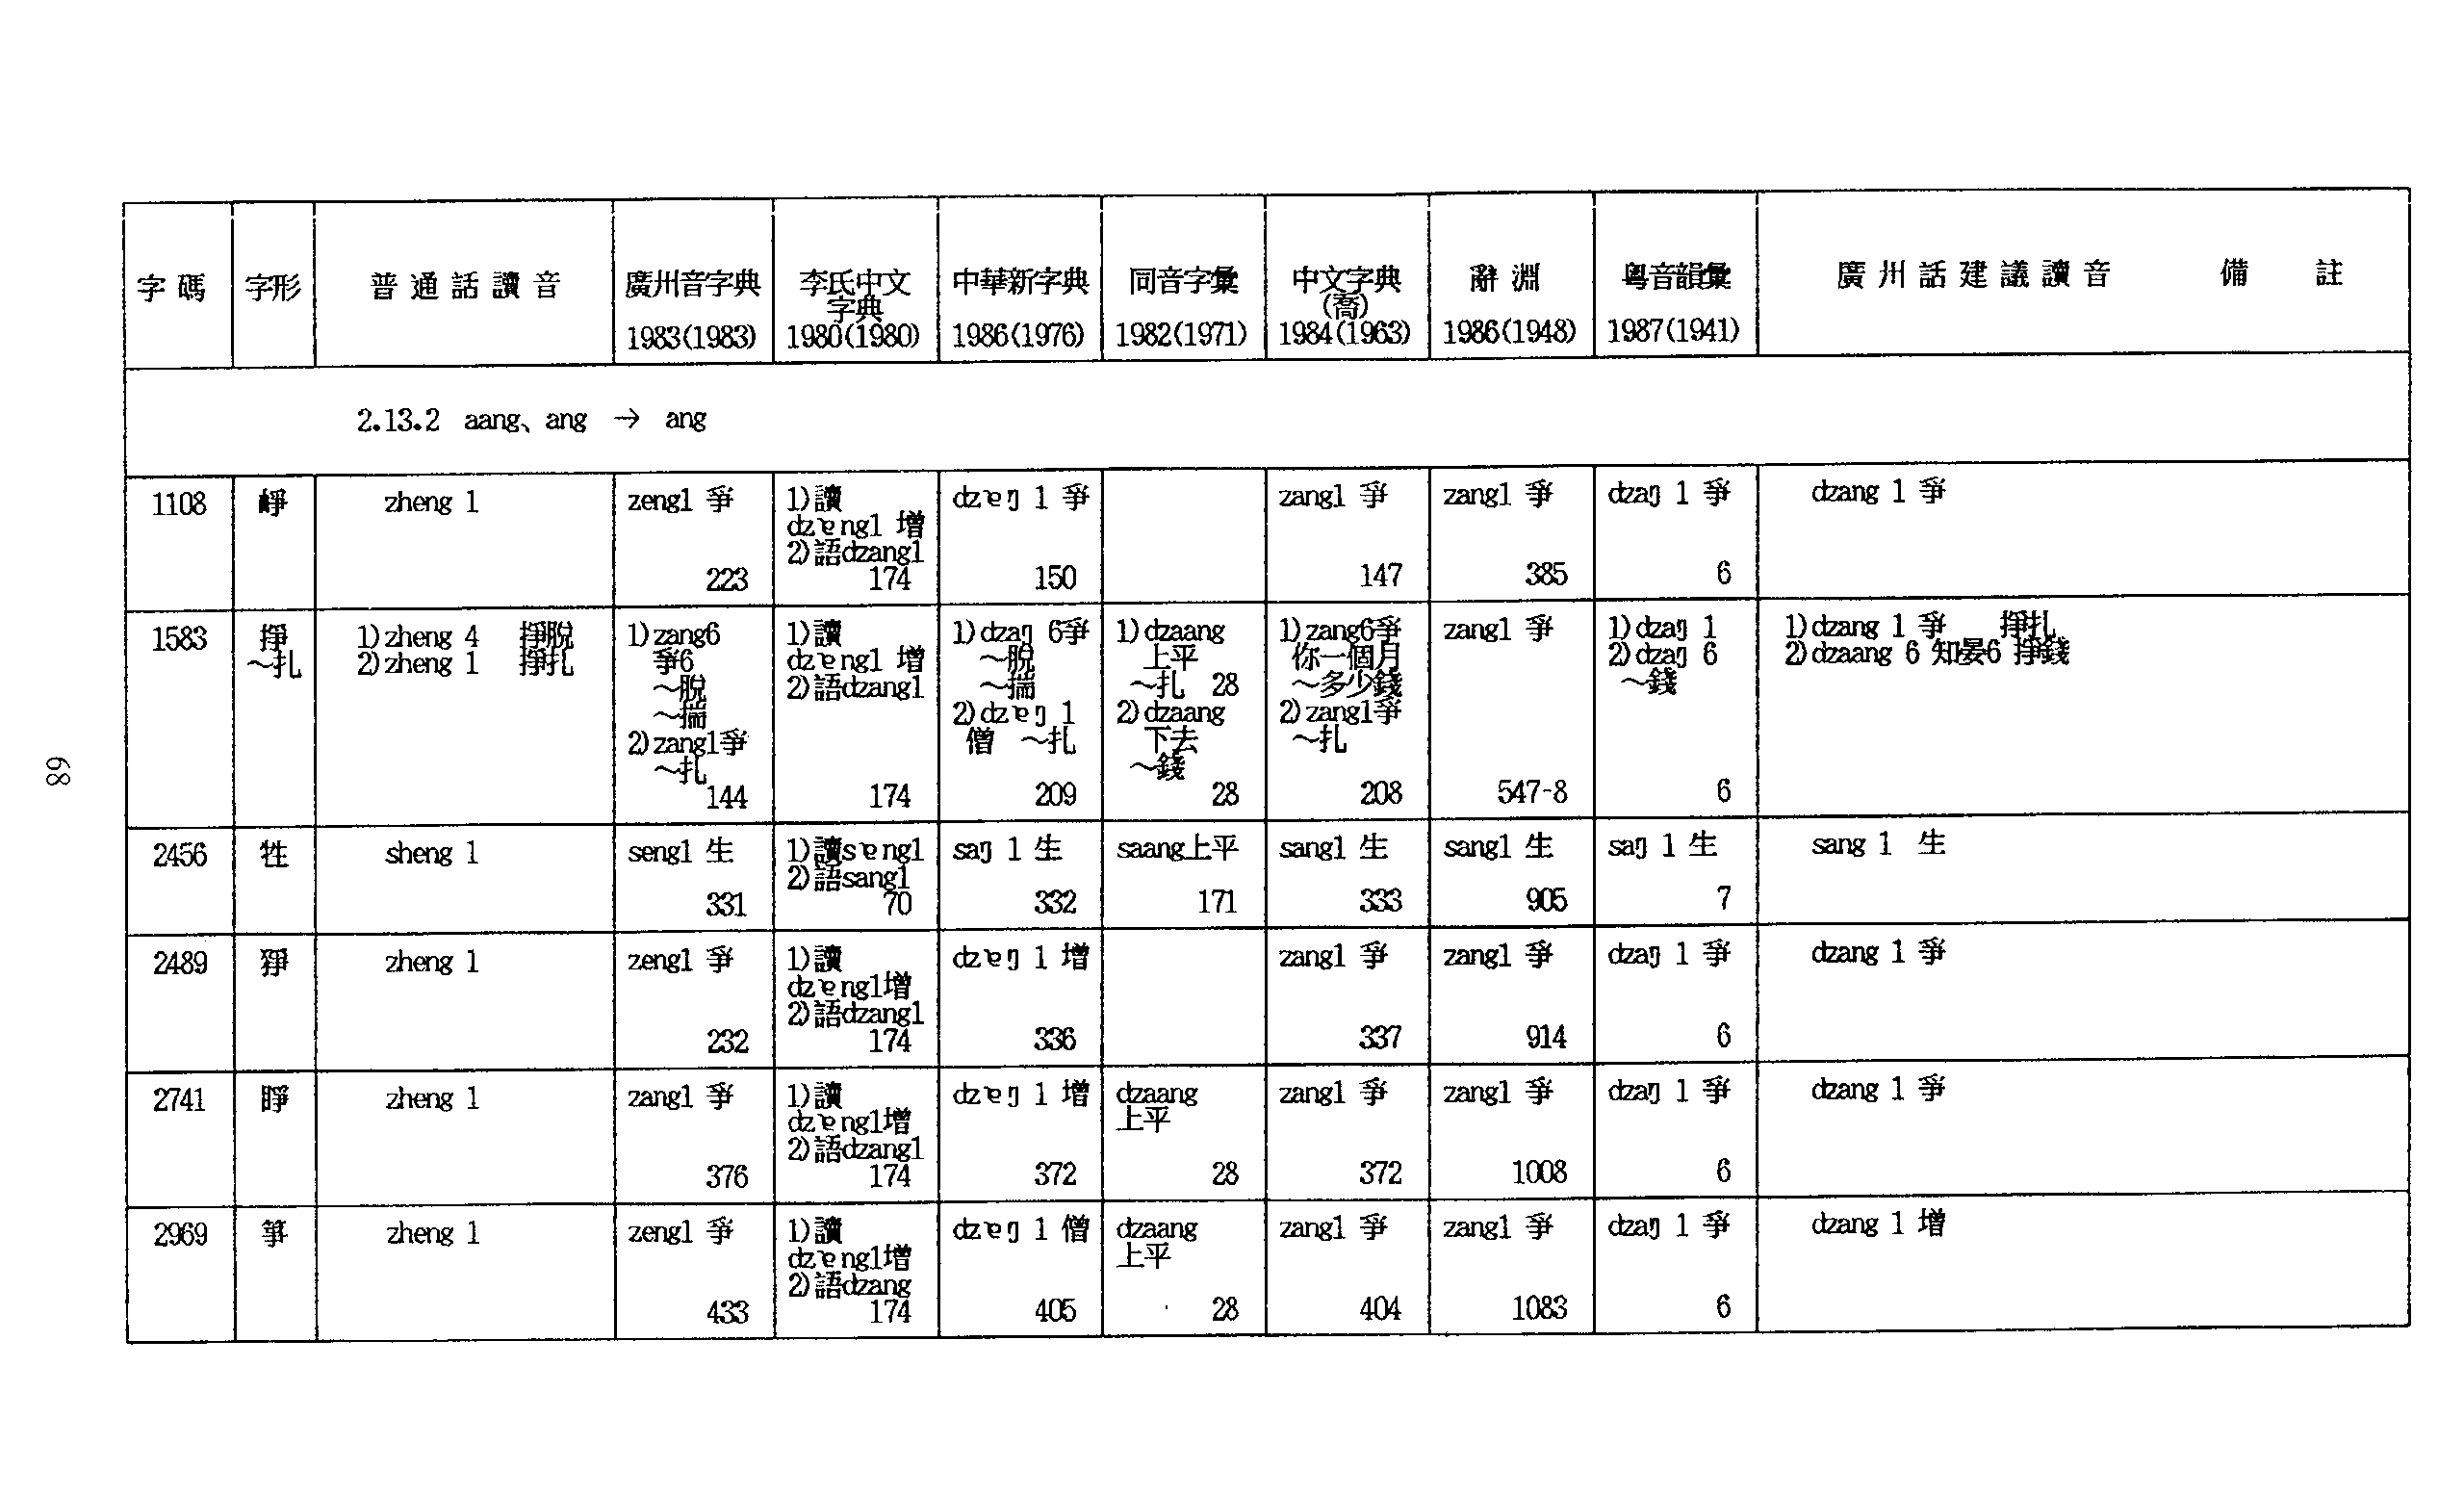 字碼 字形 普通話讀音 廣州音字典 李氏中文 中華新字典 同音字彙 中文字典 辭淵 粵音韻彙 廣州話建議讀音 備註
字典 (喬)
1983(1983) 1980(1980) 1986(1976) 1982(1971) 1984(1963) 1986(1948) 1987(1941)
2.13.2 aang、ang → ang
1108 崢 zheng 1 zeng1 爭 1)讀 dzɐŋ 1 爭 zang1 爭 zang1 爭 dzaŋ 1 爭 dzang 1 爭
dzɐng1 增
2)語dzang1
223 174 150 147 385 6
1583 掙 1)zheng 4 掙脫 1)zang6 1)讀 1)dzaŋ 6爭 1)dzaang 1)zang6爭 zang1 爭 1)dzaŋ 1 1)dzang 1 爭 掙扎
~扎 2)zheng 1 掙扎 爭6 dzɐng1 增 ~脫 上平 你一個月 2)dzaŋ 6 2)dzaang 6 知晏6 掙錢
~脫 2)語dzang1 ~揣 ~扎 28 ~多少錢 ~錢
~揣 2)dzɐŋ 1 2)dzaang 2)zang1爭
2)zang1爭 僧 ~扎 下去 ~扎
~扎 ~錢
144 174 209 28 208 547-8 6
2456 牲 sheng 1 seng1 生 1)讀sɐng1 saŋ 1 生 saang上平 sang1 生 sang1 生 saŋ 1 生 sang 1 生
2)語sang1
331 70 332 171 333 905 7
2489 猙 zheng 1 zeng1 爭 1)讀 dzɐŋ 1 增 zang1 爭 zang1 爭 dzaŋ 1 爭 dzang 1 爭
dzɐng1增
2)語dzang1
232 174 336 337 914 6
2741 睜 zheng 1 zang1 爭 1)讀 dzɐŋ 1 增 dzaang zang1 爭 zang1 爭 dzaŋ 1 爭 dzang 1 爭
dzɐng1增 上平
2)語dzang1
376 174 372 28 372 1008 6
2969 箏 zheng 1 zeng1 爭 1)讀 dzɐŋ 1 僧 dzaang zang1 爭 zang1 爭 dzaŋ 1 爭 dzang 1 增
dzɐng1增 上平
2)語dzang
433 174 405 28 404 1083 6
89